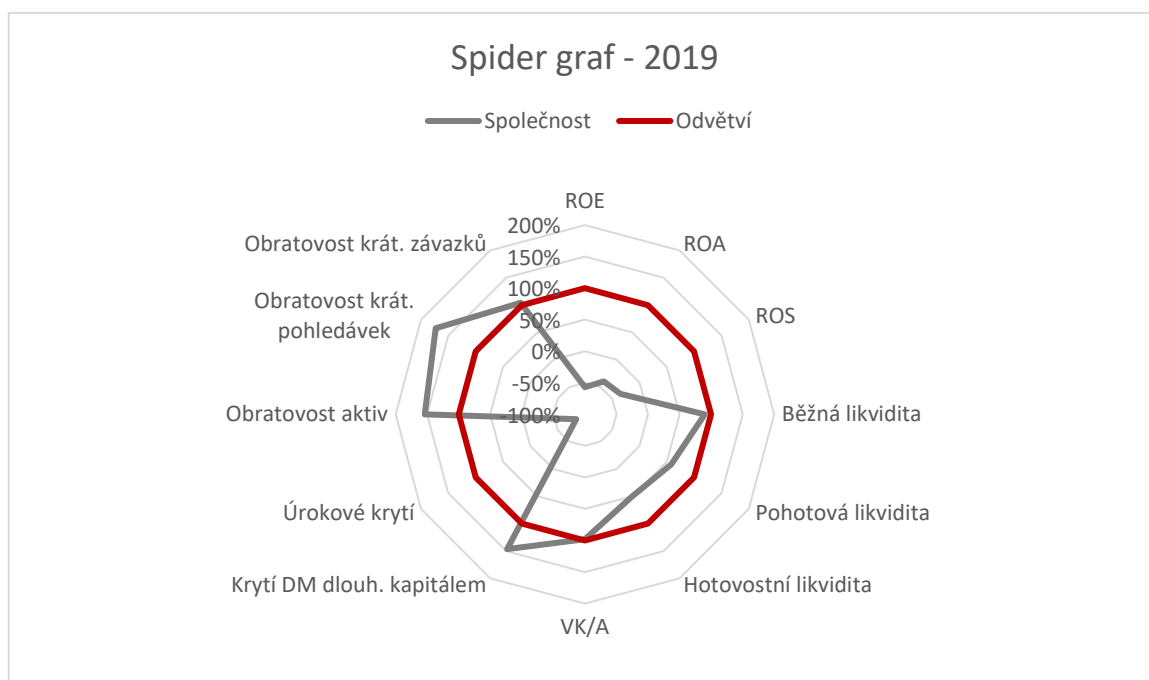 Spider graf - 2019
Společnost
Odvětví
ROE
200%
150%
100%
50%
0%
-50%
-100%
ROA
ROS
Běžná likvidita
Pohotová likvidita
Hotovostní likvidita
VK/A
Krytí DM dlouh. kapitálem
Úrokové krytí
Obratovost aktiv
Obratovost krát.
pohledávek
Obratovost krát. závazků